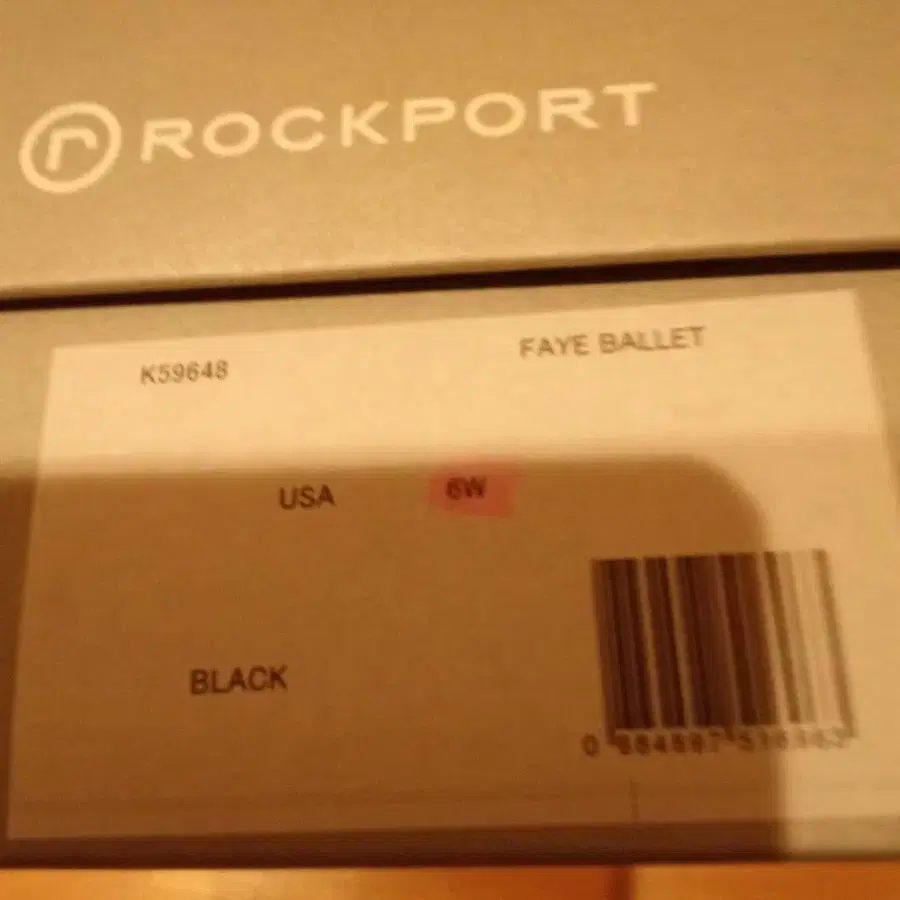 ROCKPORT
K59648 FAYE BALLET
USA 6W
BLACK